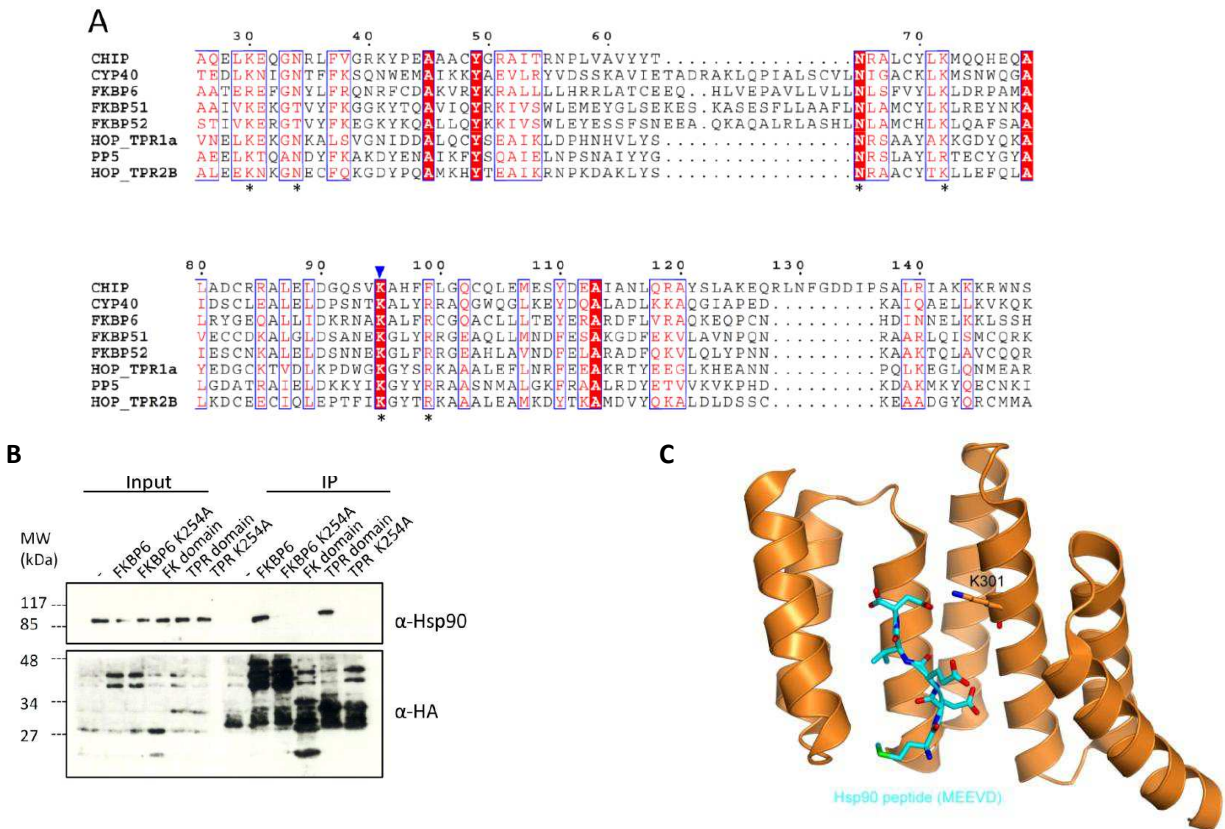 A
30 40 50 60 70
CHIP AQELKEQGNRLFVGRKYPEAAACYGRAITRNPLVAVYYT................NRALCYLKMQQHEQA
CYP40 TEDLKNIGNTFFKSQNWEMAIKKYAEVLRYVDSSKAVIETADRAKLQPIALSCVLNIGACKLKMSNWQGA
FKBP6 AATEREFGNYLFRQNRFCDAKVRYKRALLLLHRRLATCEEQ..HLVEPAVLLVLLNLSFVYLKLDRPAMA
FKBP51 AAIVKEKGTVYFKGGKYTQAVIQYRKIVSWLEMEYGLSEKES.KASESFLLAAFLNLAMCYLKLREYNKA
FKBP52 STIVKERGTVYFKEGKYKQALLQYKKIVSWLEYESSFSNEEA.QKAQALRLASHLNLAMCHLKLQAFSAA
HOP_TPR1a VNELKEKGNKALSVGNIDDALQCYSEAIKLDPHNHVLYS................NRSAAYAKKGDYQKA
PP5 AEELKTQANDYFKAKDYENAIKFYSQAIELNPSNAIYYG................NRSLAYLRTECYGYA
HOP_TPR2B ALEEKNKGNECFQKGDYPQAMKHYTEAIKRNPKDAKLYS................NRAACYTKLLEFQLA
* * * *
80 90 100 110 120 130 140
CHIP LADCRRALELDGQSVKAHFFLGQCQLEMESYDEAIANLQRAYSLAKEQRLNFGDDIPSALRIAKKKRWNS
CYP40 IDSCLEALELDPSNTKALYRRAQGWQGLKEYDQALADLKKAQGIAPED.........KAIQAELLKVKQK
FKBP6 LRYGEQALLIDKRNAKALFRCGQACLLLTEYERARDFLVRAQKEQPCN.........HDINNELKKLSSH
FKBP51 VECCDKALGLDSANEKGLYRRGEAQLLMNDFESAKGDFEKVLAVNPQN.........KAARLQISMCQRK
FKBP52 IESCNKALELDSNNEKGLFRRGEAHLAVNDFELARADFQKVLQLYPNN.........KAAKTQLAVCQQR
HOP_TPR1a YEDGCKTVDLKPDWGKGYSRKAAALEFLNRFEEAKRTYEEGLKHEANN.........PQLKEGLQNMEAR
PP5 LGDATRAIELDKKYIKGYYRRAASNMALGKFRAALRDYETVVKVKPHD.........KDAKMKYQECNKI
HOP_TPR2B LKDCEECIQLEPTFIKGYTRKAAALEAMKDYTKAMDVYQKALDLDSSC.........KEAADGYQRCMMA
* *
B
Input IP
MW
(kDa)
- FKBP6 FKBP6 K254A FK domain TPR domain TPR K254A - FKBP6 FKBP6 K254A FK domain TPR domain TPR K254A
117
85
α-Hsp90
48
34
27
α-HA
C
K301
Hsp90 peptide (MEEVD)